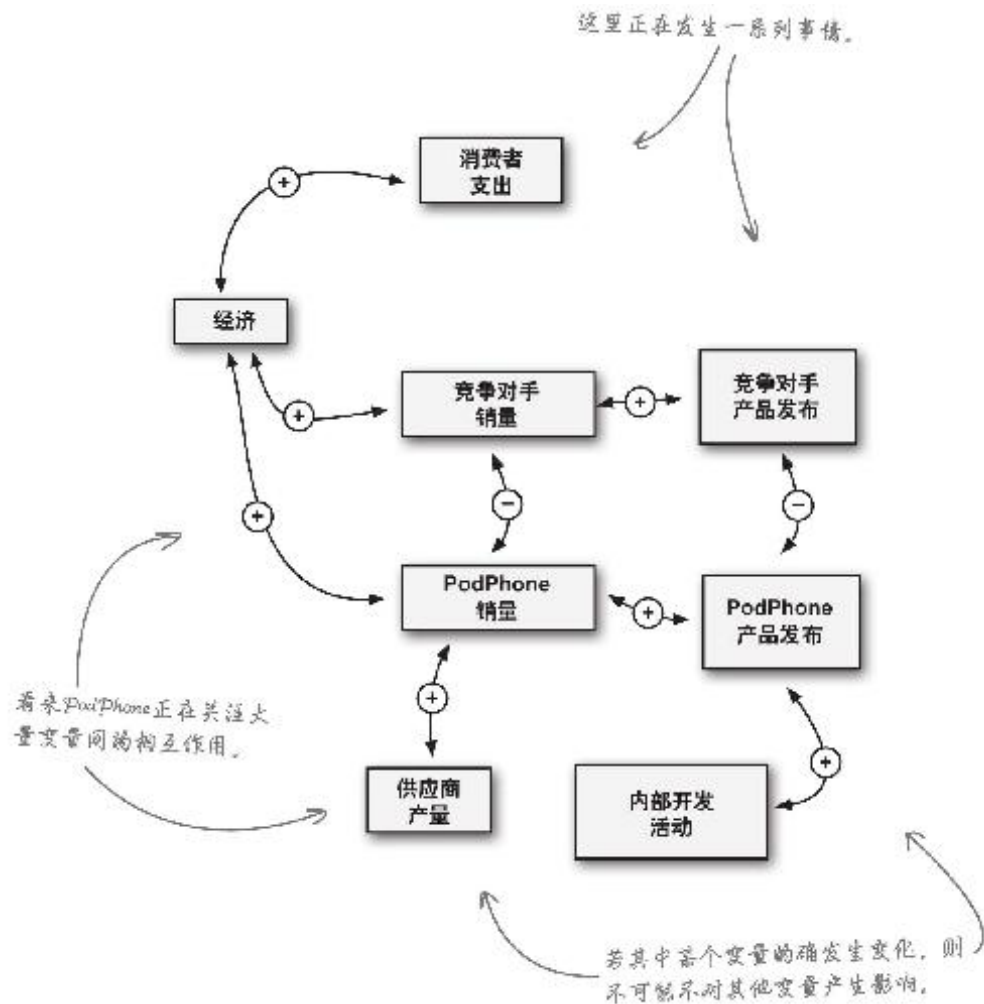 这里正在发生一系列事情。
消费者
支出
+
经济
竞争对手
销量
+
竞争对手
产品发布
+
−
−
+
PodPhone
销量
+
PodPhone
产品发布
+
看来PodPhone正在关注大
量变量间的相互作用。
供应商
产量
内部开发
活动
+
若其中某个变量的确发生变化，则
不可能不对其他变量产生影响。